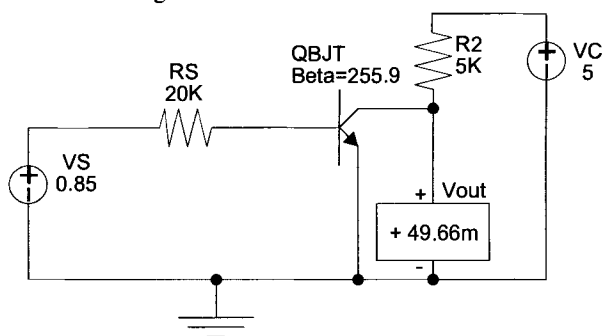 QBJT
Beta=255.9
RS
20K
R2
5K
VC
5
+
+
VS
0.85
+ Vout
+ 49.66m
-